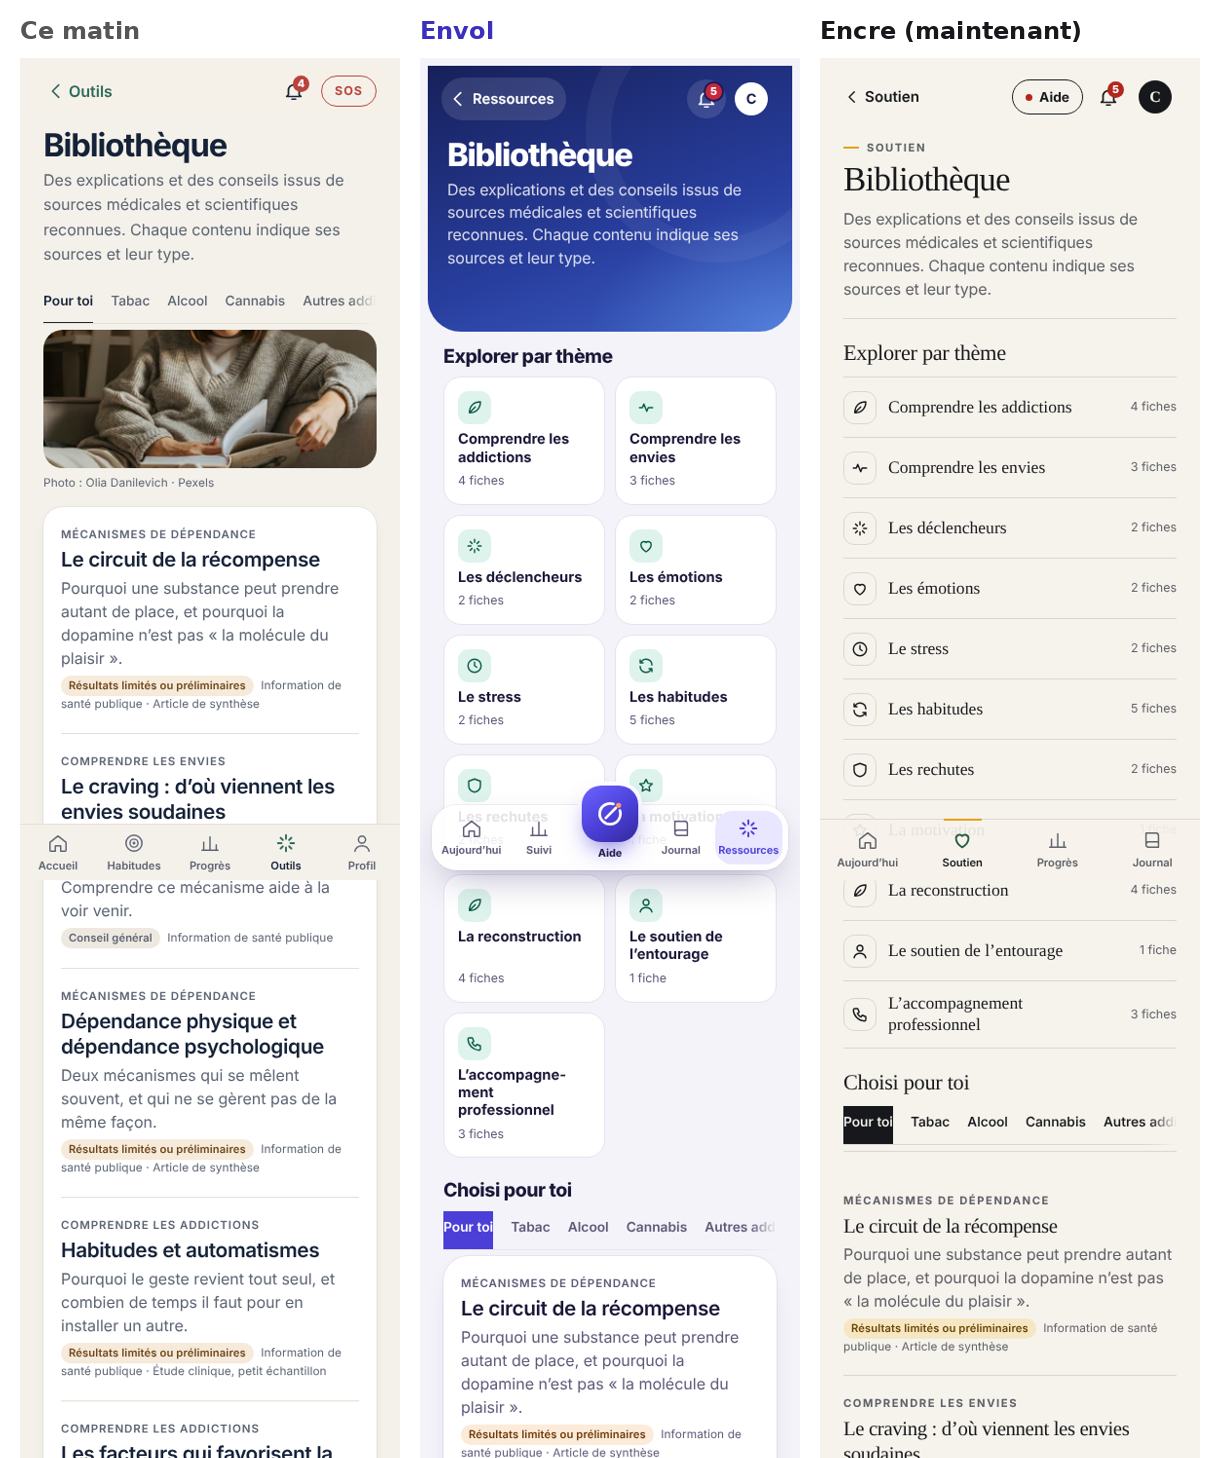 Ce matin
Outils
4
SOS
Bibliothèque
Des explications et des conseils issus de
sources médicales et scientifiques
reconnues. Chaque contenu indique ses
sources et leur type.
Pour toi Tabac Alcool Cannabis Autres addi
Photo : Olia Danilevich · Pexels
MÉCANISMES DE DÉPENDANCE
Le circuit de la récompense
Pourquoi une substance peut prendre
autant de place, et pourquoi la
dopamine n’est pas « la molécule du
plaisir ».
Résultats limités ou préliminaires Information de
santé publique · Article de synthèse
COMPRENDRE LES ENVIES
Le craving : d’où viennent les
envies soudaines
Accueil Habitudes Progrès Outils Profil
Comprendre ce mécanisme aide à la
voir venir.
Conseil général Information de santé publique
MÉCANISMES DE DÉPENDANCE
Dépendance physique et
dépendance psychologique
Deux mécanismes qui se mêlent
souvent, et qui ne se gèrent pas de la
même façon.
Résultats limités ou préliminaires Information de
santé publique · Article de synthèse
COMPRENDRE LES ADDICTIONS
Habitudes et automatismes
Pourquoi le geste revient tout seul, et
combien de temps il faut pour en
installer un autre.
Résultats limités ou préliminaires Information de
santé publique · Étude clinique, petit échantillon
COMPRENDRE LES ADDICTIONS
Les facteurs qui favorisent la
Envol
Ressources
5
C
Bibliothèque
Des explications et des conseils issus de
sources médicales et scientifiques
reconnues. Chaque contenu indique ses
sources et leur type.
Explorer par thème
Comprendre les
addictions
4 fiches
Comprendre les
envies
3 fiches
Les déclencheurs
2 fiches
Les émotions
2 fiches
Le stress
2 fiches
Les habitudes
5 fiches
Les rechutes
La motivation
Aujourd’hui Suivi Aide Journal Ressources
La reconstruction
4 fiches
Le soutien de
l’entourage
1 fiche
L’accompagne-
ment
professionnel
3 fiches
Choisi pour toi
Pour toi Tabac Alcool Cannabis Autres add
MÉCANISMES DE DÉPENDANCE
Le circuit de la récompense
Pourquoi une substance peut prendre
autant de place, et pourquoi la
dopamine n’est pas « la molécule du
plaisir ».
Résultats limités ou préliminaires Information de
santé publique · Article de synthèse
Encre (maintenant)
Soutien
Aide
5
C
SOUTIEN
Bibliothèque
Des explications et des conseils issus de
sources médicales et scientifiques
reconnues. Chaque contenu indique ses
sources et leur type.
Explorer par thème
Comprendre les addictions 4 fiches
Comprendre les envies 3 fiches
Les déclencheurs 2 fiches
Les émotions 2 fiches
Le stress 2 fiches
Les habitudes 5 fiches
Les rechutes 2 fiches
La motivation 1 fiche
Aujourd’hui Soutien Progrès Journal
La reconstruction 4 fiches
Le soutien de l’entourage 1 fiche
L’accompagnement
professionnel
3 fiches
Choisi pour toi
Pour toi Tabac Alcool Cannabis Autres add
MÉCANISMES DE DÉPENDANCE
Le circuit de la récompense
Pourquoi une substance peut prendre autant
de place, et pourquoi la dopamine n’est pas
« la molécule du plaisir ».
Résultats limités ou préliminaires Information de santé
publique · Article de synthèse
COMPRENDRE LES ENVIES
Le craving : d’où viennent les envies
soudaines